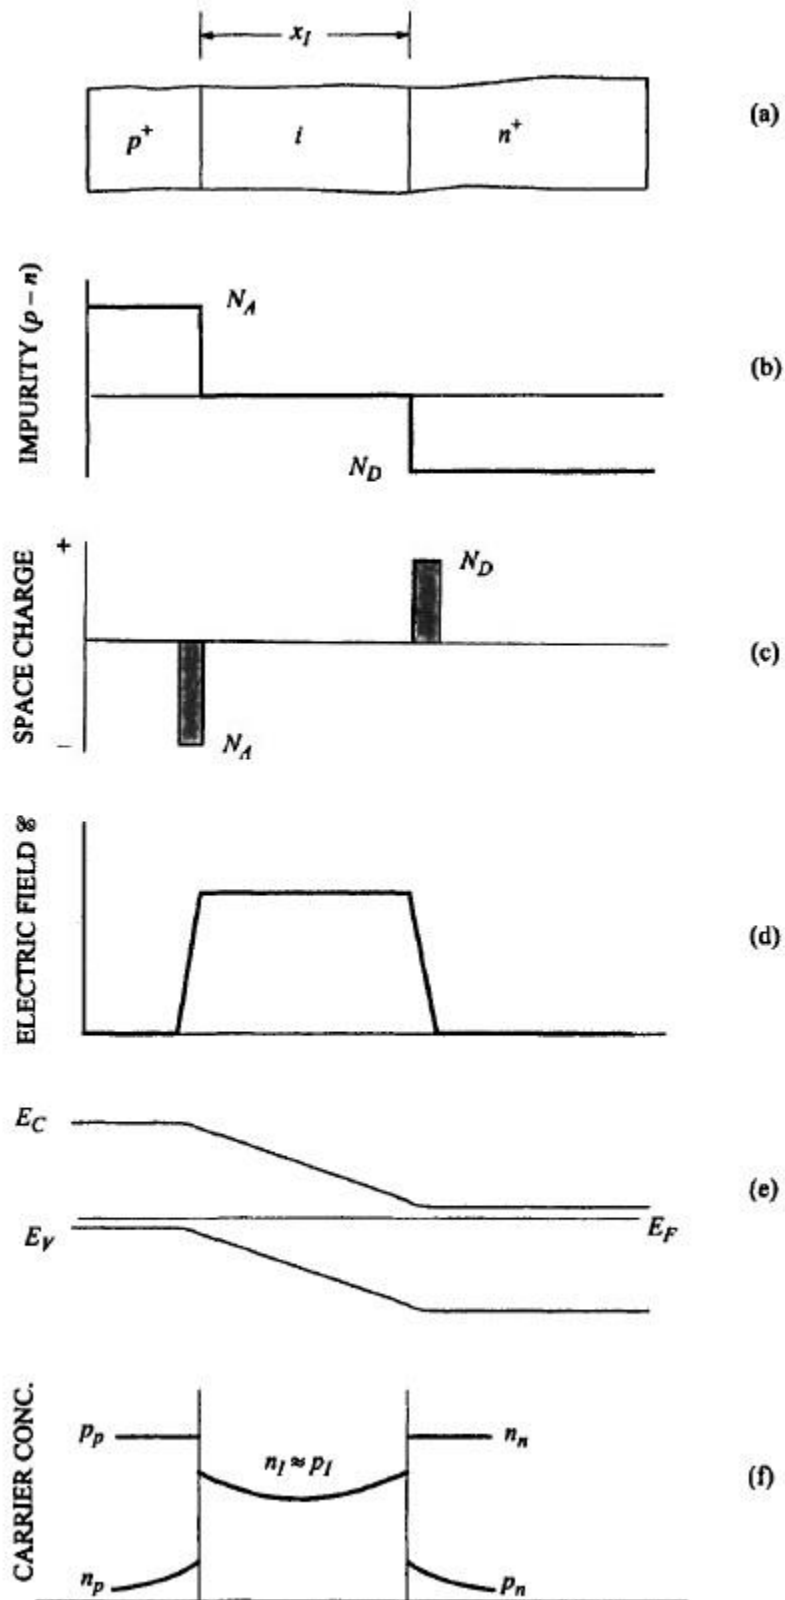 x_I
p⁺ i n⁺
(a)
IMPURITY (p − n)
N_A
N_D
(b)
SPACE CHARGE
+
−
N_D
N_A
(c)
ELECTRIC FIELD ℰ
(d)
E_C
E_V
E_F
(e)
CARRIER CONC.
p_p
n_n
n_I ≈ p_I
n_p
p_n
(f)